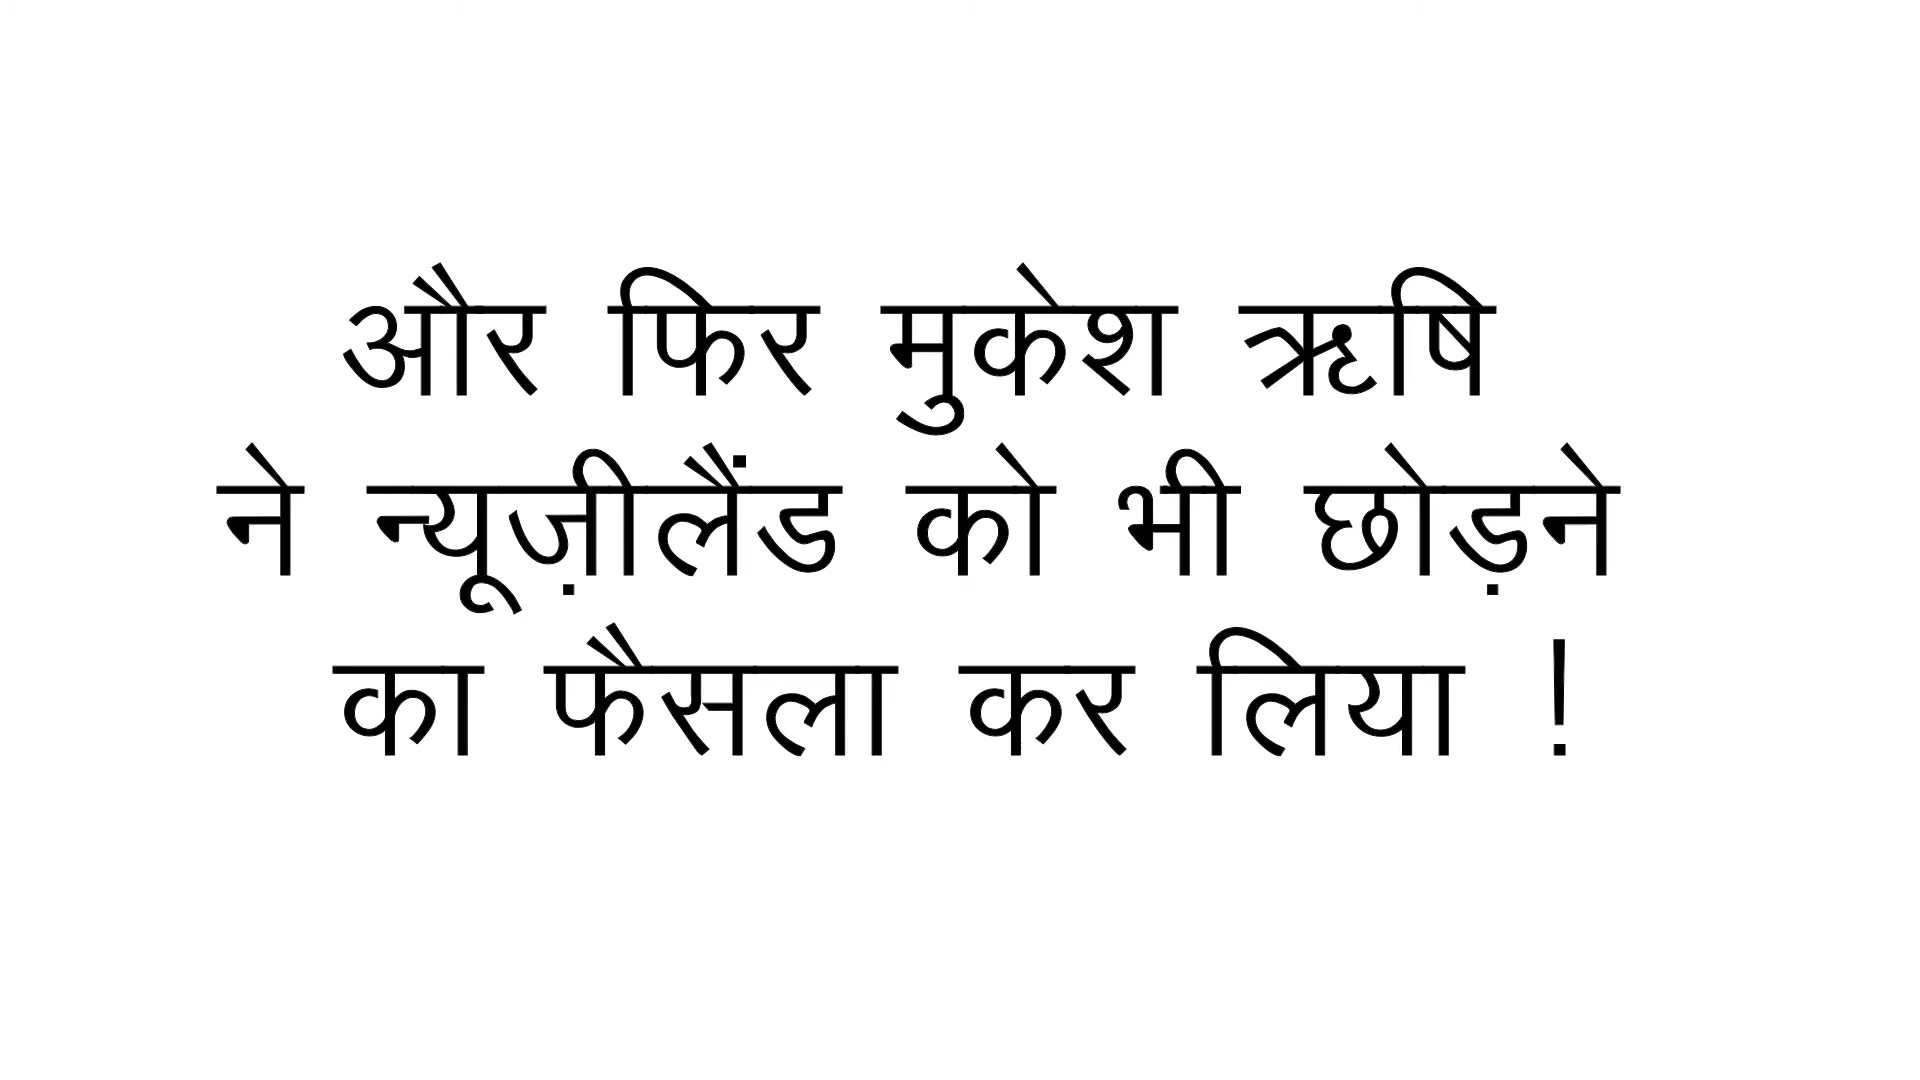 और फिर मुकेश ऋषि
ने न्यूज़ीलैंड को भी छोड़ने
का फैसला कर लिया !